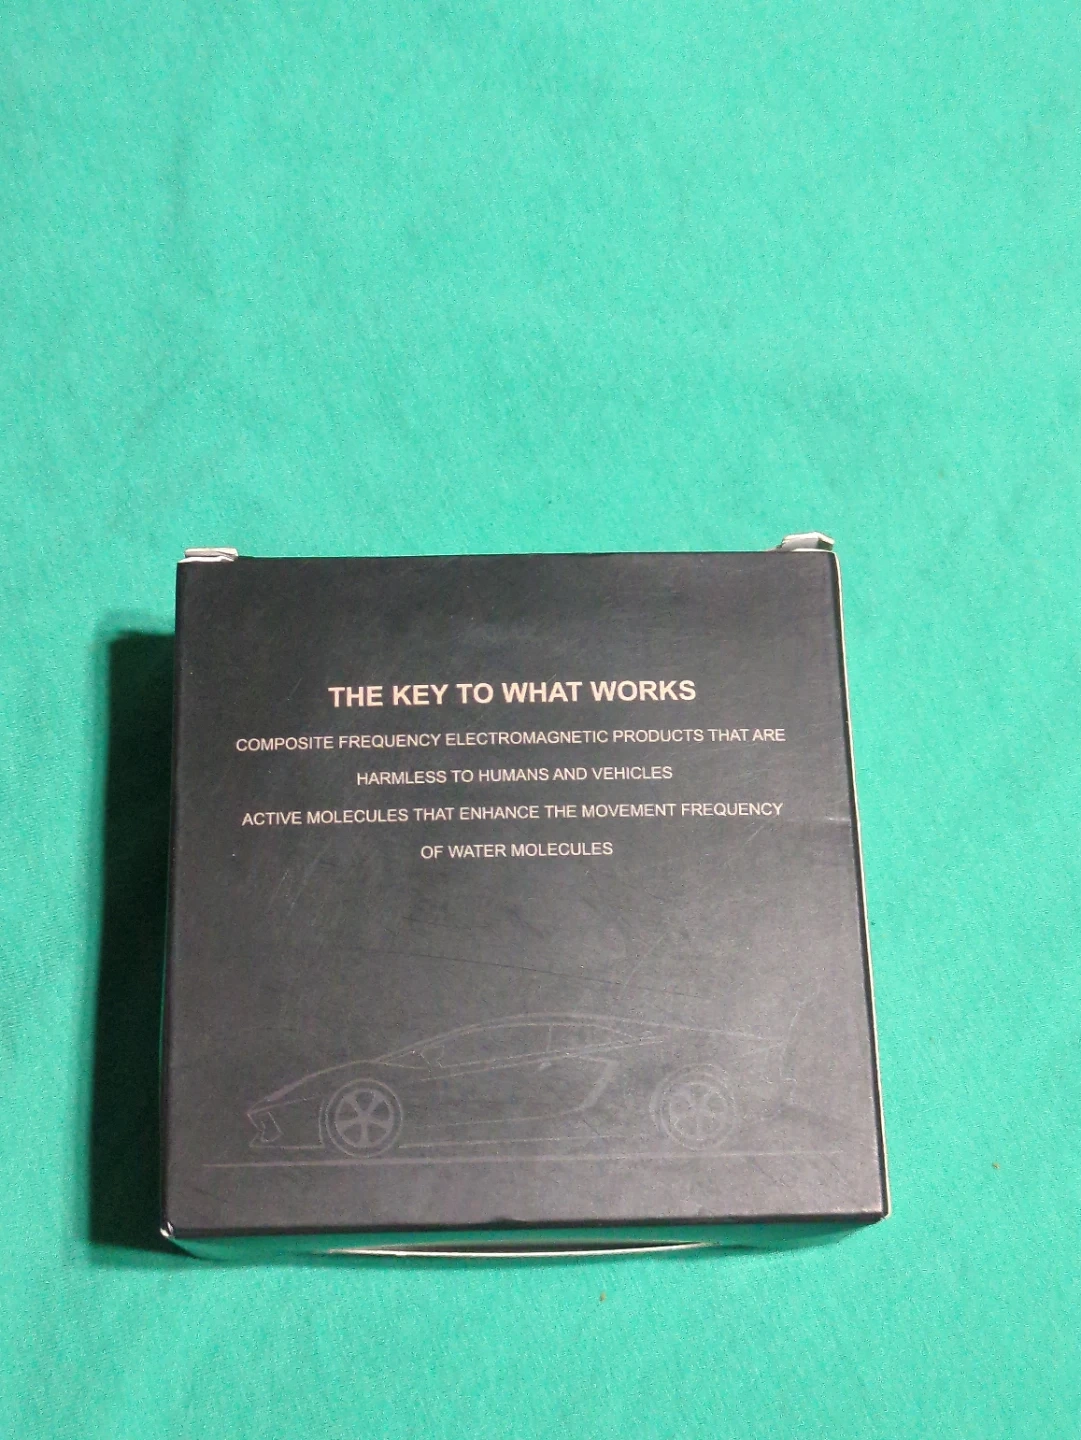 THE KEY TO WHAT WORKS
COMPOSITE FREQUENCY ELECTROMAGNETIC PRODUCTS THAT ARE
HARMLESS TO HUMANS AND VEHICLES
ACTIVE MOLECULES THAT ENHANCE THE MOVEMENT FREQUENCY
OF WATER MOLECULES